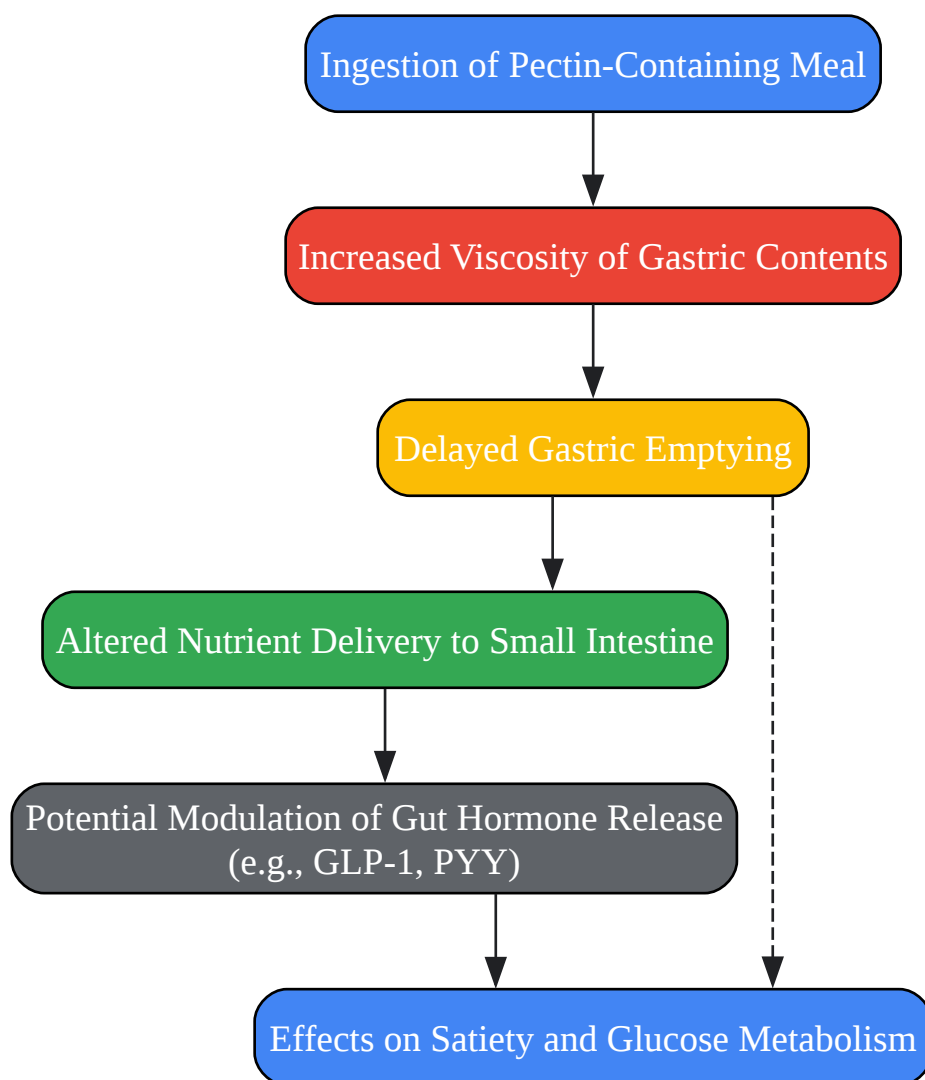 Ingestion of Pectin-Containing Meal
Increased Viscosity of Gastric Contents
Delayed Gastric Emptying
Altered Nutrient Delivery to Small Intestine
Potential Modulation of Gut Hormone Release
(e.g., GLP-1, PYY)
Effects on Satiety and Glucose Metabolism